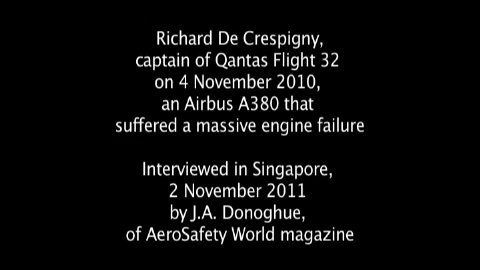 Richard De Crespigny,
captain of Qantas Flight 32
on 4 November 2010,
an Airbus A380 that
suffered a massive engine failure
Interviewed in Singapore,
2 November 2011
by J.A. Donoghue,
of AeroSafety World magazine